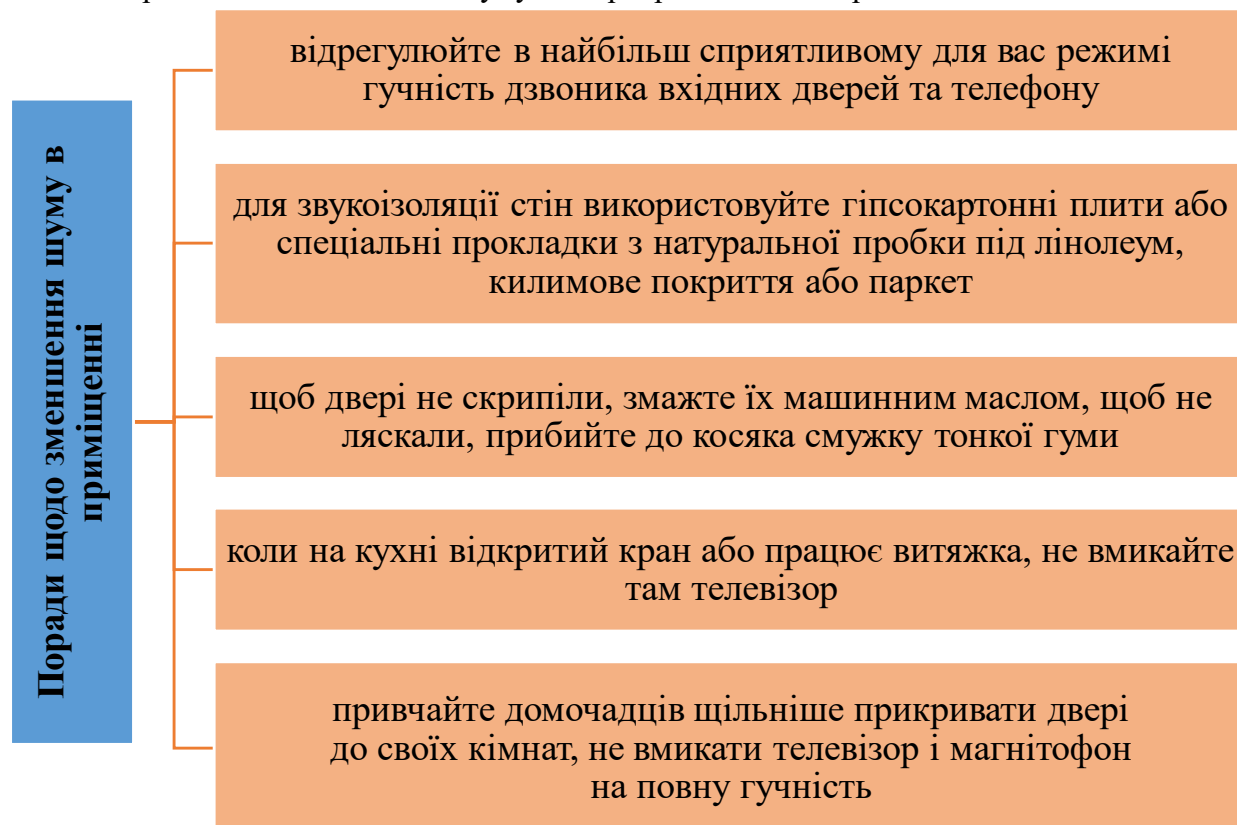 Поради щодо зменшення шуму в
приміщенні
відрегулюйте в найбільш сприятливому для вас режимі
гучність дзвоника вхідних дверей та телефону
для звукоізоляції стін використовуйте гіпсокартонні плити або
спеціальні прокладки з натуральної пробки під лінолеум,
килимове покриття або паркет
щоб двері не скрипіли, змажте їх машинним маслом, щоб не
ляскали, прибийте до косяка смужку тонкої гуми
коли на кухні відкритий кран або працює витяжка, не вмикайте
там телевізор
привчайте домочадців щільніше прикривати двері
до своїх кімнат, не вмикати телевізор і магнітофон
на повну гучність